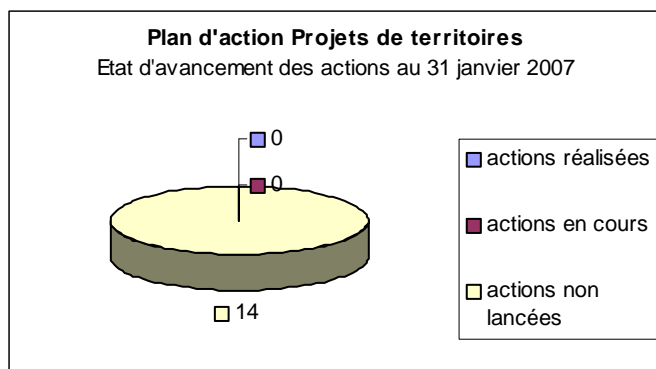 Plan d'action Projets de territoires
Etat d'avancement des actions au 31 janvier 2007
0
0
14
actions réalisées
actions en cours
actions non
lancées